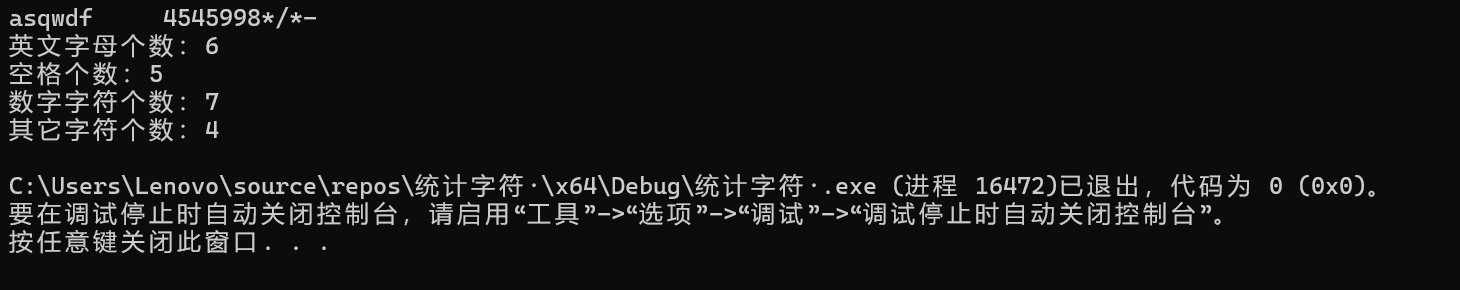 asqwdf     4545998*/*-
英文字母个数: 6
空格个数: 5
数字字符个数: 7
其它字符个数: 4
C:\Users\Lenovo\source\repos\统计字符·\x64\Debug\统计字符·.exe (进程 16472)已退出，代码为 0 (0x0)。
要在调试停止时自动关闭控制台，请启用“工具”->“选项”->“调试”->“调试停止时自动关闭控制台”。
按任意键关闭此窗口. . .